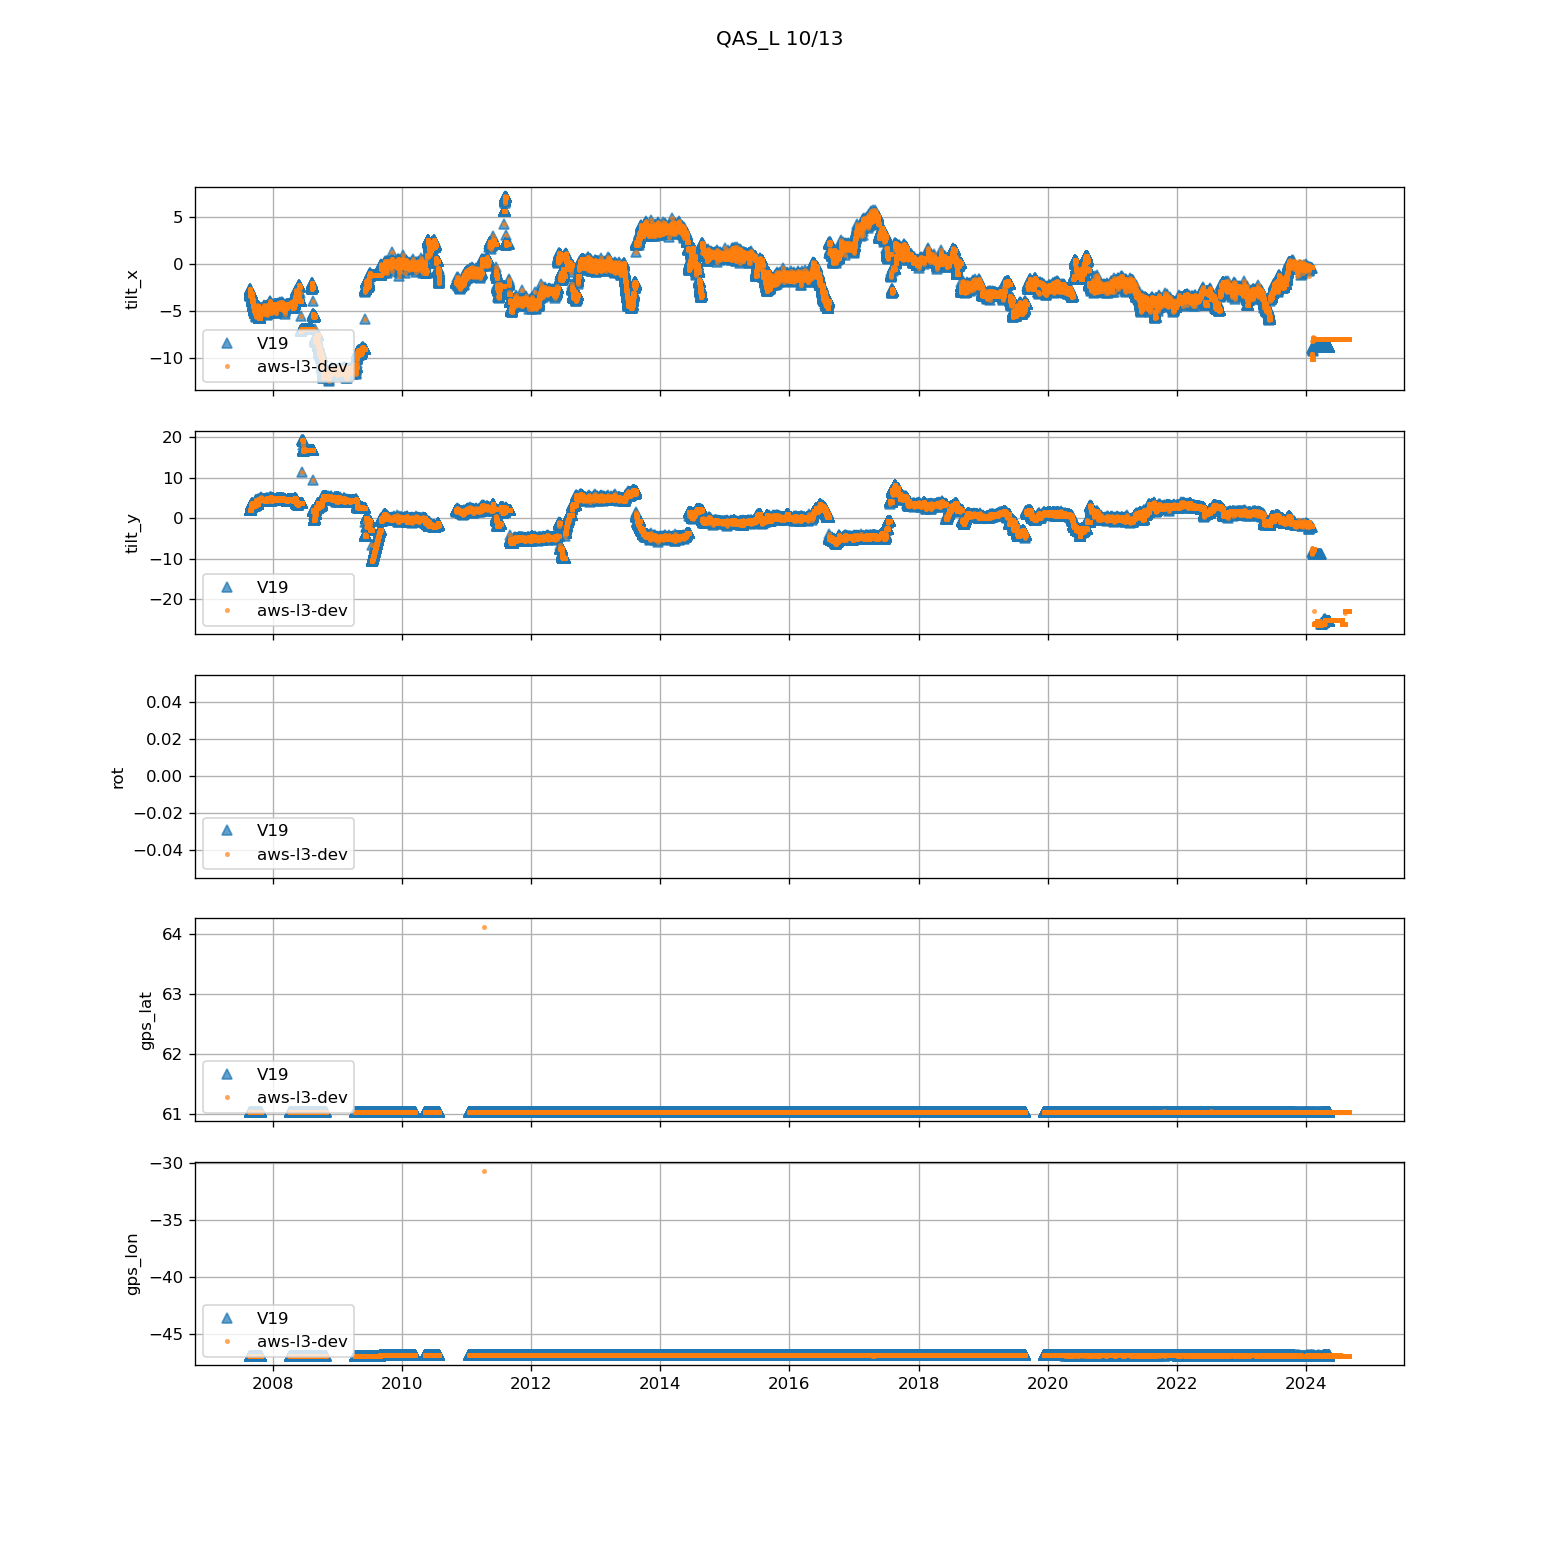 QAS_L 10/13
tilt_x
5
0
−5
−10
V19
aws-l3-dev
tilt_y
20
10
0
−10
−20
V19
aws-l3-dev
rot
0.04
0.02
0.00
−0.02
−0.04
V19
aws-l3-dev
gps_lat
64
63
62
61
V19
aws-l3-dev
gps_lon
−30
−35
−40
−45
V19
aws-l3-dev
2008 2010 2012 2014 2016 2018 2020 2022 2024